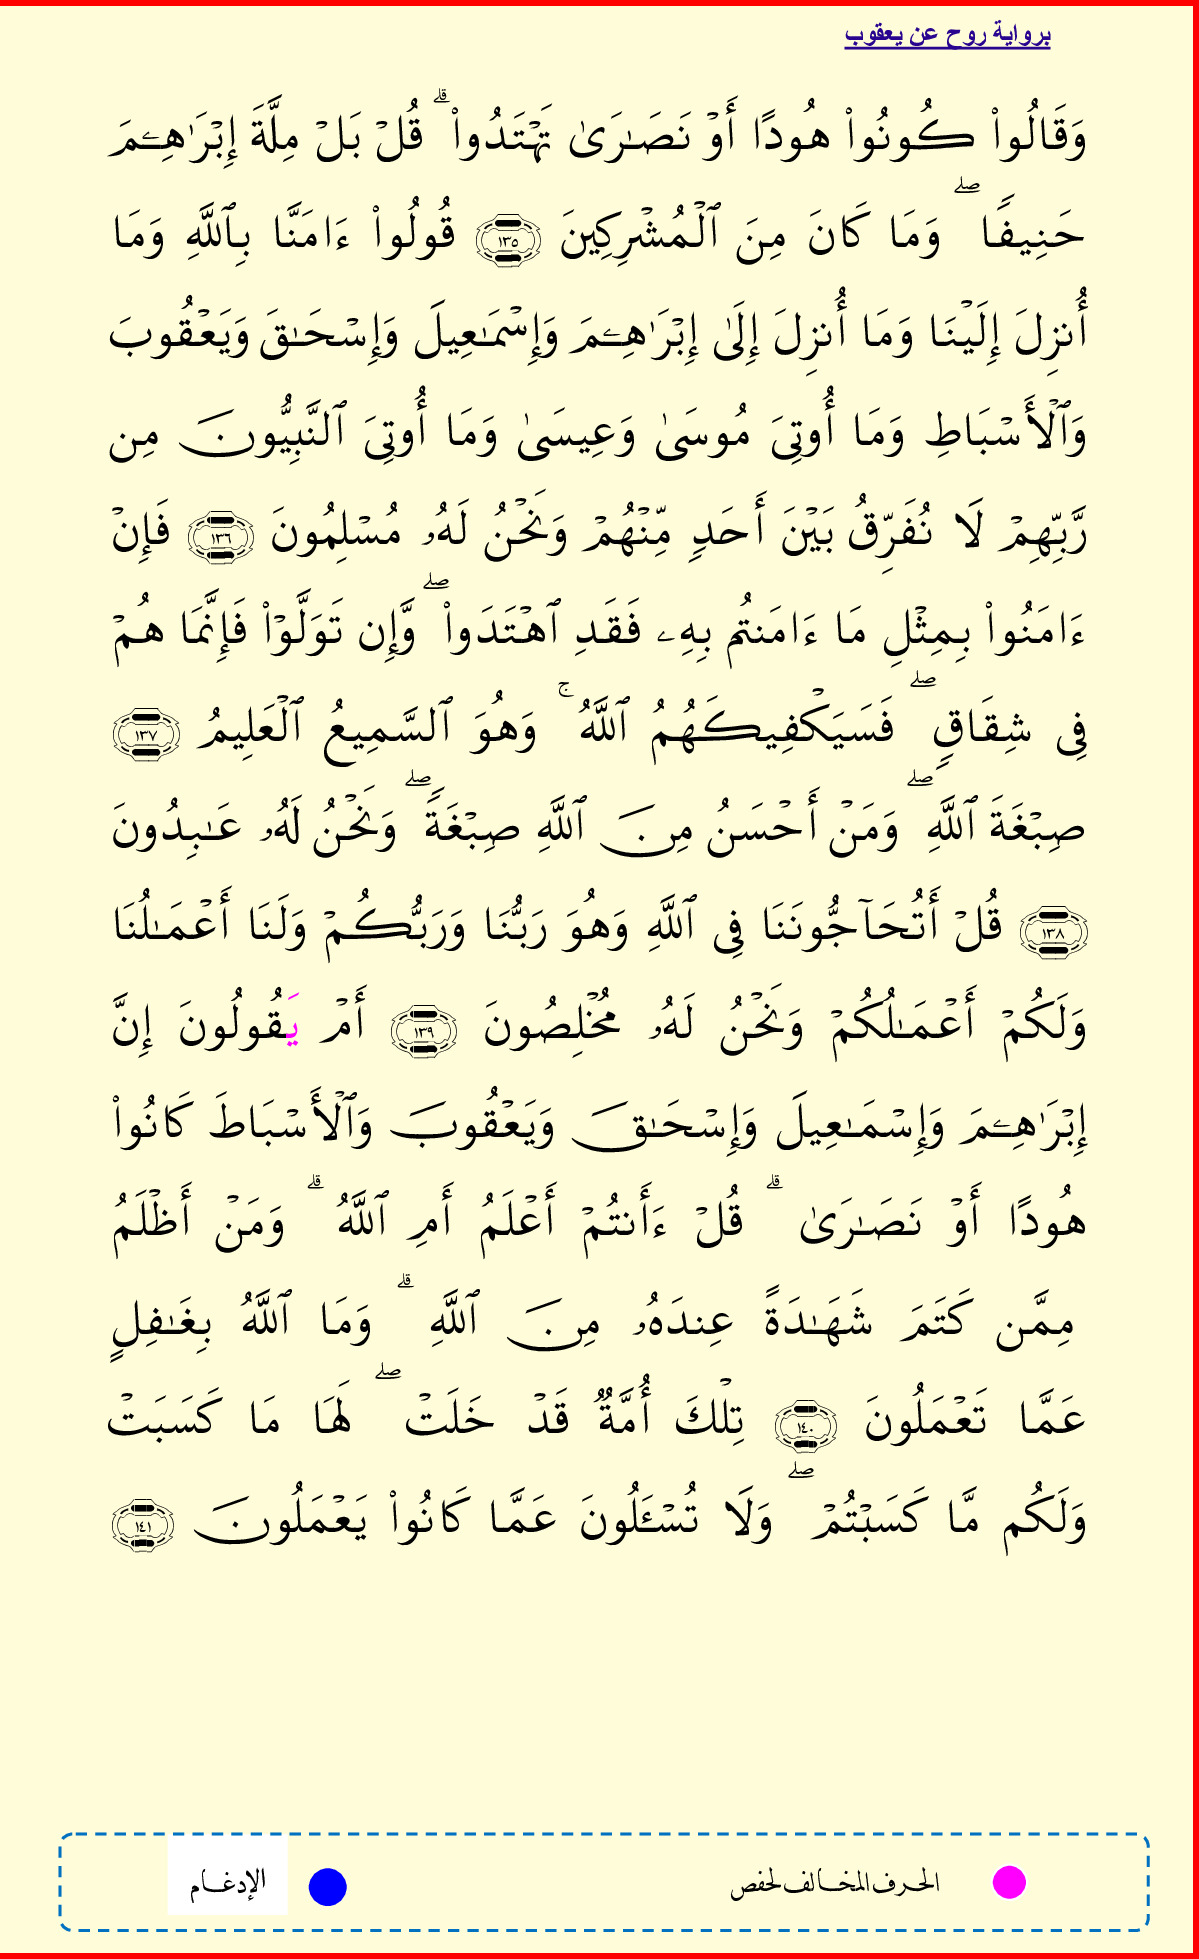 برواية روح عن يعقوب
وَقَالُوا۟ كُونُوا۟ هُودًا أَوْ نَصَـٰرَىٰ تَهْتَدُوا۟ ۗ قُلْ بَلْ مِلَّةَ إِبْرَٰهِـۧمَ
حَنِيفًا ۖ وَمَا كَانَ مِنَ ٱلْمُشْرِكِينَ ١٣٥ قُولُوٓا۟ ءَامَنَّا بِٱللَّهِ وَمَآ
أُنزِلَ إِلَيْنَا وَمَا أُنزِلَ إِلَىٰ إِبْرَٰهِـۧمَ وَإِسْمَـٰعِيلَ وَإِسْحَـٰقَ وَيَعْقُوبَ
وَٱلْأَسْبَاطِ وَمَا أُوتِىَ مُوسَىٰ وَعِيسَىٰ وَمَا أُوتِىَ ٱلنَّبِيُّونَ مِن
رَّبِّهِمْ لَا نُفَرِّقُ بَيْنَ أَحَدٍ مِّنْهُمْ وَنَحْنُ لَهُۥ مُسْلِمُونَ ١٣٦ فَإِنْ
ءَامَنُوا۟ بِمِثْلِ مَا ءَامَنتُم بِهِۦ فَقَدِ ٱهْتَدَوا۟ ۖ وَّإِن تَوَلَّوْا۟ فَإِنَّمَا هُمْ
فِى شِقَاقٍ ۖ فَسَيَكْفِيكَهُمُ ٱللَّهُ ۚ وَهُوَ ٱلسَّمِيعُ ٱلْعَلِيمُ ١٣٧
صِبْغَةَ ٱللَّهِ ۖ وَمَنْ أَحْسَنُ مِنَ ٱللَّهِ صِبْغَةً ۖ وَنَحْنُ لَهُۥ عَـٰبِدُونَ
١٣٨ قُلْ أَتُحَآجُّونَنَا فِى ٱللَّهِ وَهُوَ رَبُّنَا وَرَبُّكُمْ وَلَنَا أَعْمَـٰلُنَا
وَلَكُمْ أَعْمَـٰلُكُمْ وَنَحْنُ لَهُۥ مُخْلِصُونَ ١٣٩ أَمْ يَقُولُونَ إِنَّ
إِبْرَٰهِـۧمَ وَإِسْمَـٰعِيلَ وَإِسْحَـٰقَ وَيَعْقُوبَ وَٱلْأَسْبَاطَ كَانُوا۟
هُودًا أَوْ نَصَـٰرَىٰ ۗ قُلْ ءَأَنتُمْ أَعْلَمُ أَمِ ٱللَّهُ ۗ وَمَنْ أَظْلَمُ
مِمَّن كَتَمَ شَهَـٰدَةً عِندَهُۥ مِنَ ٱللَّهِ ۗ وَمَا ٱللَّهُ بِغَـٰفِلٍ
عَمَّا تَعْمَلُونَ ١٤٠ تِلْكَ أُمَّةٌ قَدْ خَلَتْ ۖ لَهَا مَا كَسَبَتْ
وَلَكُم مَّا كَسَبْتُمْ ۖ وَلَا تُسْـَٔلُونَ عَمَّا كَانُوا۟ يَعْمَلُونَ ١٤١
الحرف المخالف لحفص
الإدغام